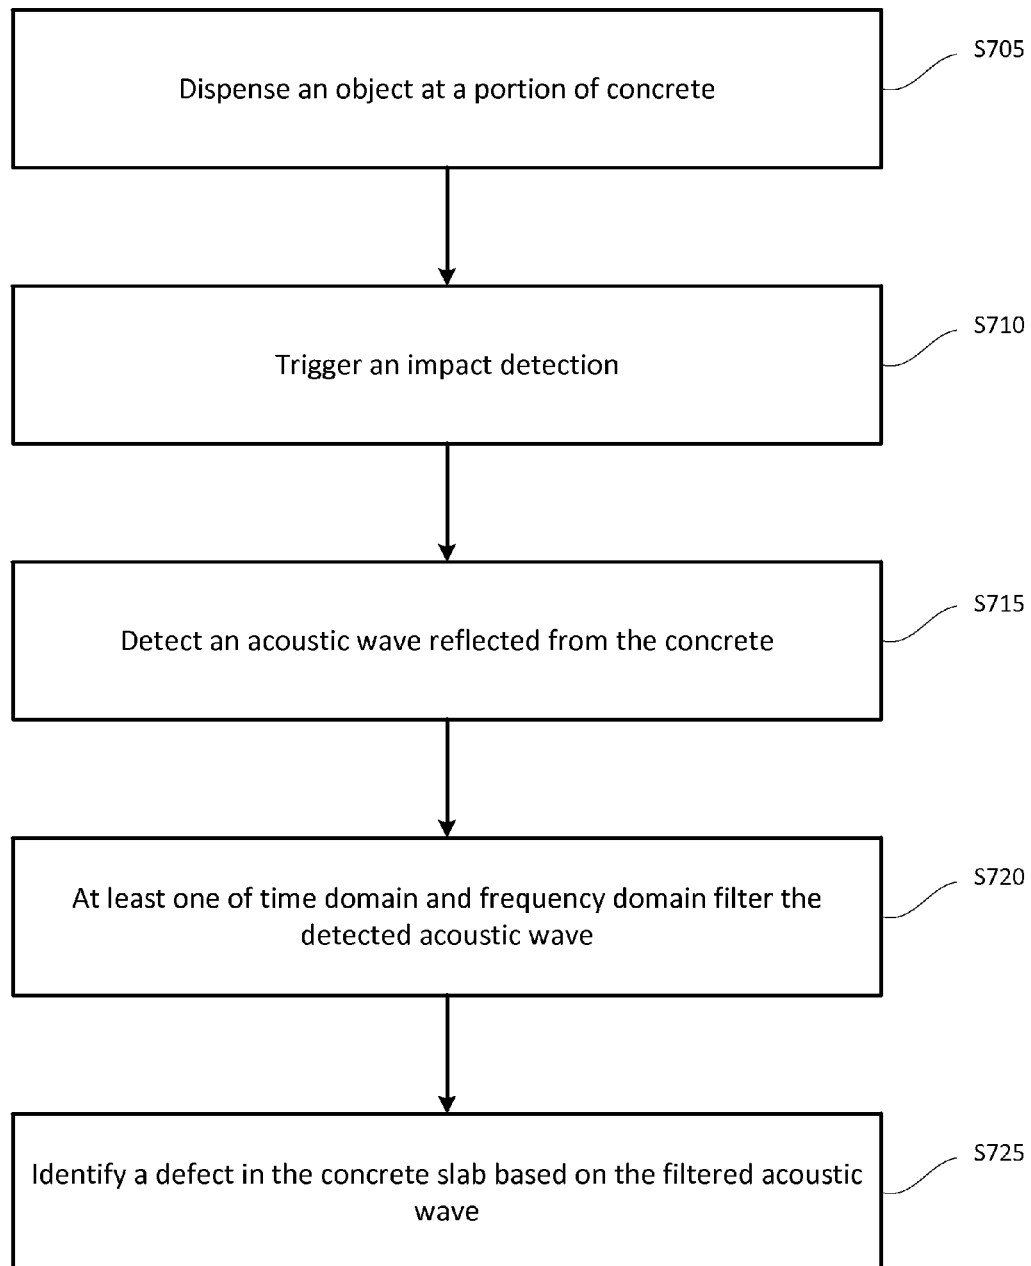 Dispense an object at a portion of concrete
S705
Trigger an impact detection
S710
Detect an acoustic wave reflected from the concrete
S715
At least one of time domain and frequency domain filter the
detected acoustic wave
S720
Identify a defect in the concrete slab based on the filtered acoustic
wave
S725